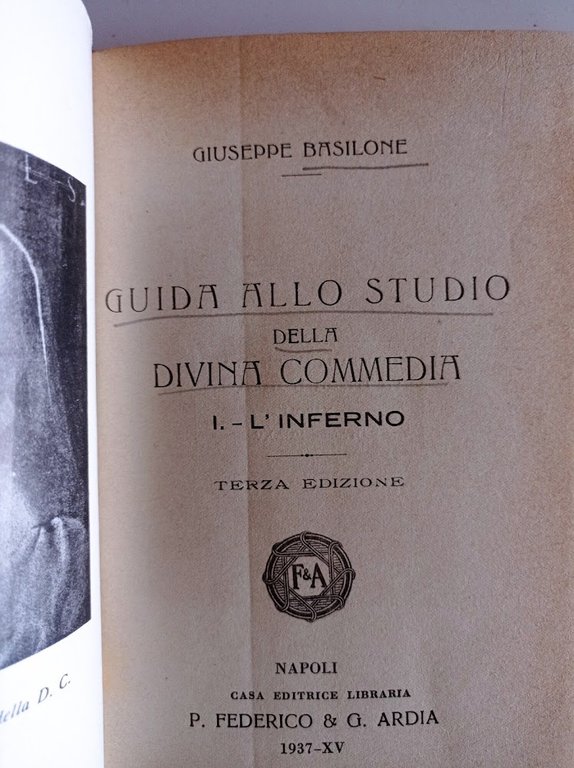 L S
della D. C.
GIUSEPPE BASILONE
GUIDA ALLO STUDIO
DELLA
DIVINA COMMEDIA
I. - L' INFERNO
TERZA EDIZIONE
F&A
NAPOLI
CASA EDITRICE LIBRARIA
P. FEDERICO & G. ARDIA
1937-XV